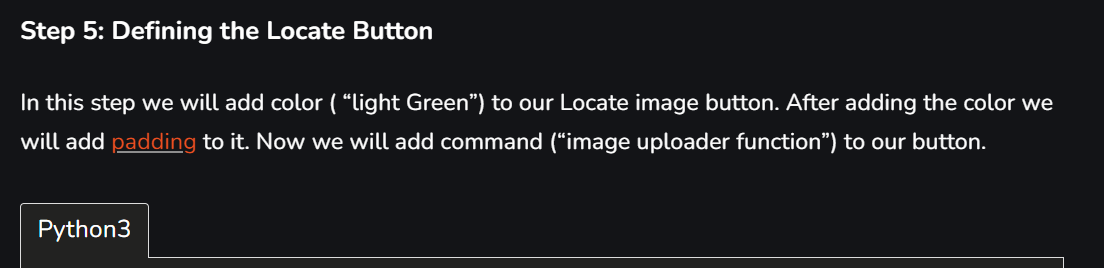 Step 5: Defining the Locate Button
In this step we will add color ( “light Green”) to our Locate image button. After adding the color we
will add padding to it. Now we will add command (“image uploader function”) to our button.
Python3